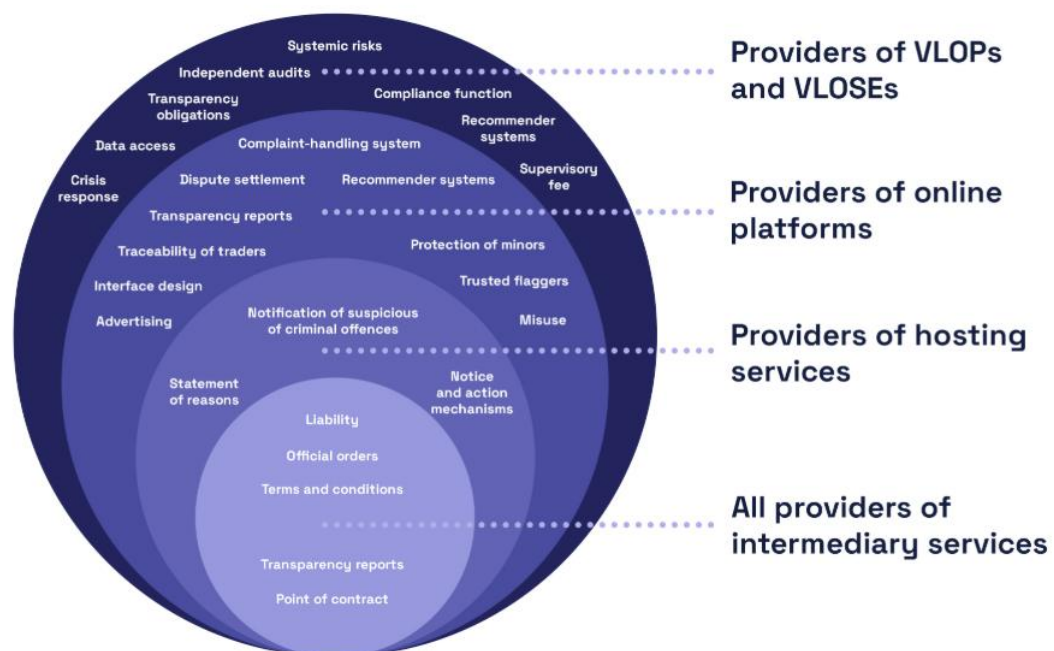 Systemic risks
Independent audits
Providers of VLOPs
and VLOSEs
Transparency
obligations
Compliance function
Recommender
systems
Data access
Complaint-handling system
Crisis
response
Dispute settlement
Recommender systems
Supervisory
fee
Providers of online
platforms
Transparency reports
Traceability of traders
Protection of minors
Interface design
Trusted flaggers
Advertising
Notification of suspicious
of criminal offences
Misuse
Providers of hosting
services
Statement
of reasons
Notice
and action
mechanisms
Liability
Official orders
Terms and conditions
All providers of
intermediary services
Transparency reports
Point of contract